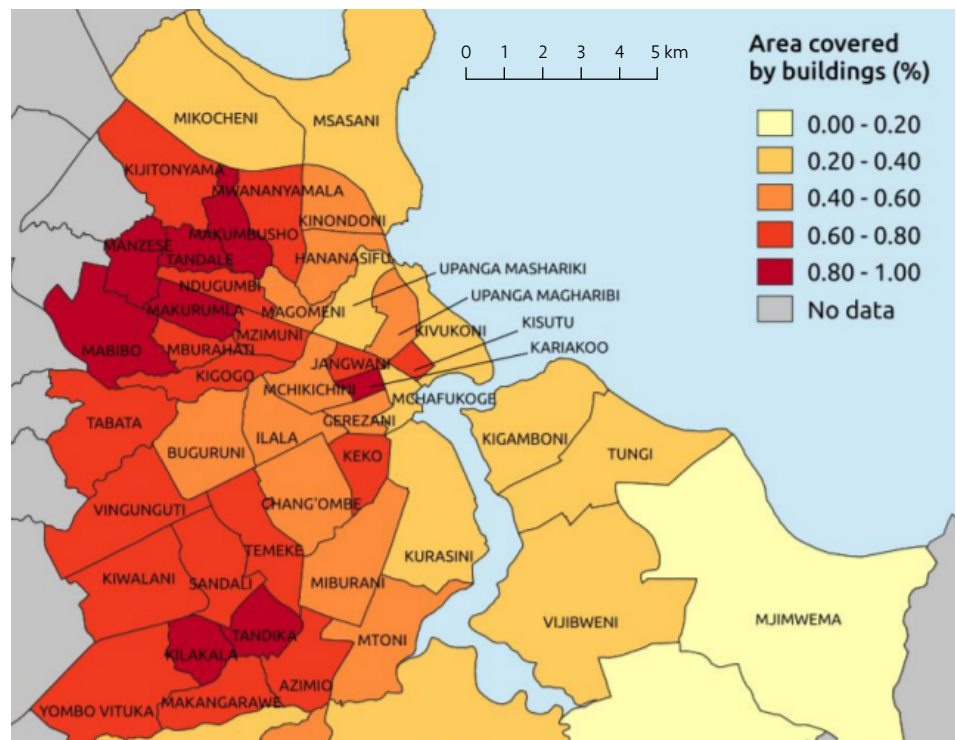 0 1 2 3 4 5 km
Area covered
by buildings (%)
0.00 - 0.20
0.20 - 0.40
0.40 - 0.60
0.60 - 0.80
0.80 - 1.00
No data
MIKOCHENI
MSASANI
KIJITONYAMA
MWANANYAMALA
KINONDONI
MAKUMBUSHO
MANZESE
TANDALE
HANANASIFU
UPANGA MASHARIKI
NDUGUMBI
UPANGA MAGHARIBI
MAKURUMLA
MAGOMENI
KISUTU
KIVUKONI
MZIMUNI
MABIBO
MBURAHATI
KARIAKOO
JANGWANI
KIGOGO
MCHIKICHINI
MCHAFUKOGE
TABATA
GEREZANI
ILALA
KIGAMBONI
BUGURUNI
KEKO
TUNGI
CHANG'OMBE
VINGUNGUTI
TEMEKE
KURASINI
KIWALANI
SANDALI
MIBURANI
MJIMWEMA
VIJIBWENI
TANDIKA
MTONI
KILAKALA
AZIMIO
MAKANGARAWE
YOMBO VITUKA